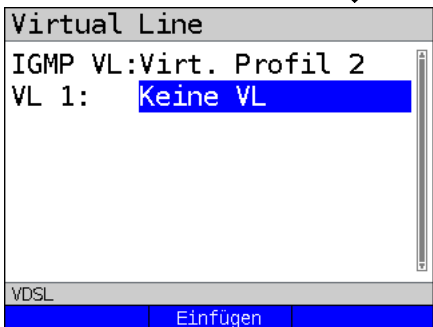 Virtual Line
IGMP VL:Virt. Profil 2
VL 1: Keine VL
VDSL
Einfügen